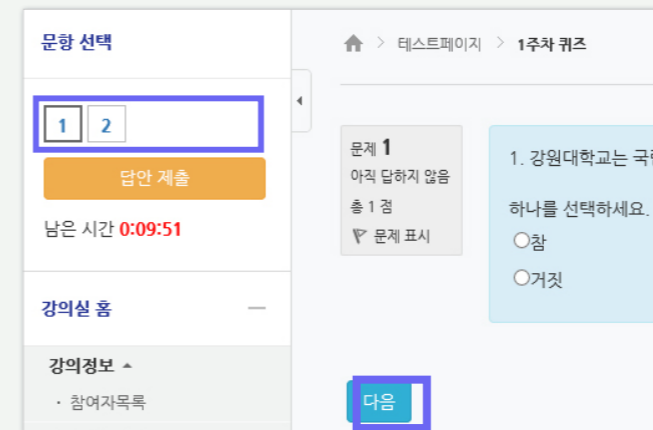 문항 선택
1 2
답안 제출
남은 시간 0:09:51
강의실 홈
강의정보
· 참여자목록
테스트페이지 > 1주차 퀴즈
문제 1
아직 답하지 않음
총 1 점
문제 표시
1. 강원대학교는
하나를 선택하세요.
참
거짓
다음